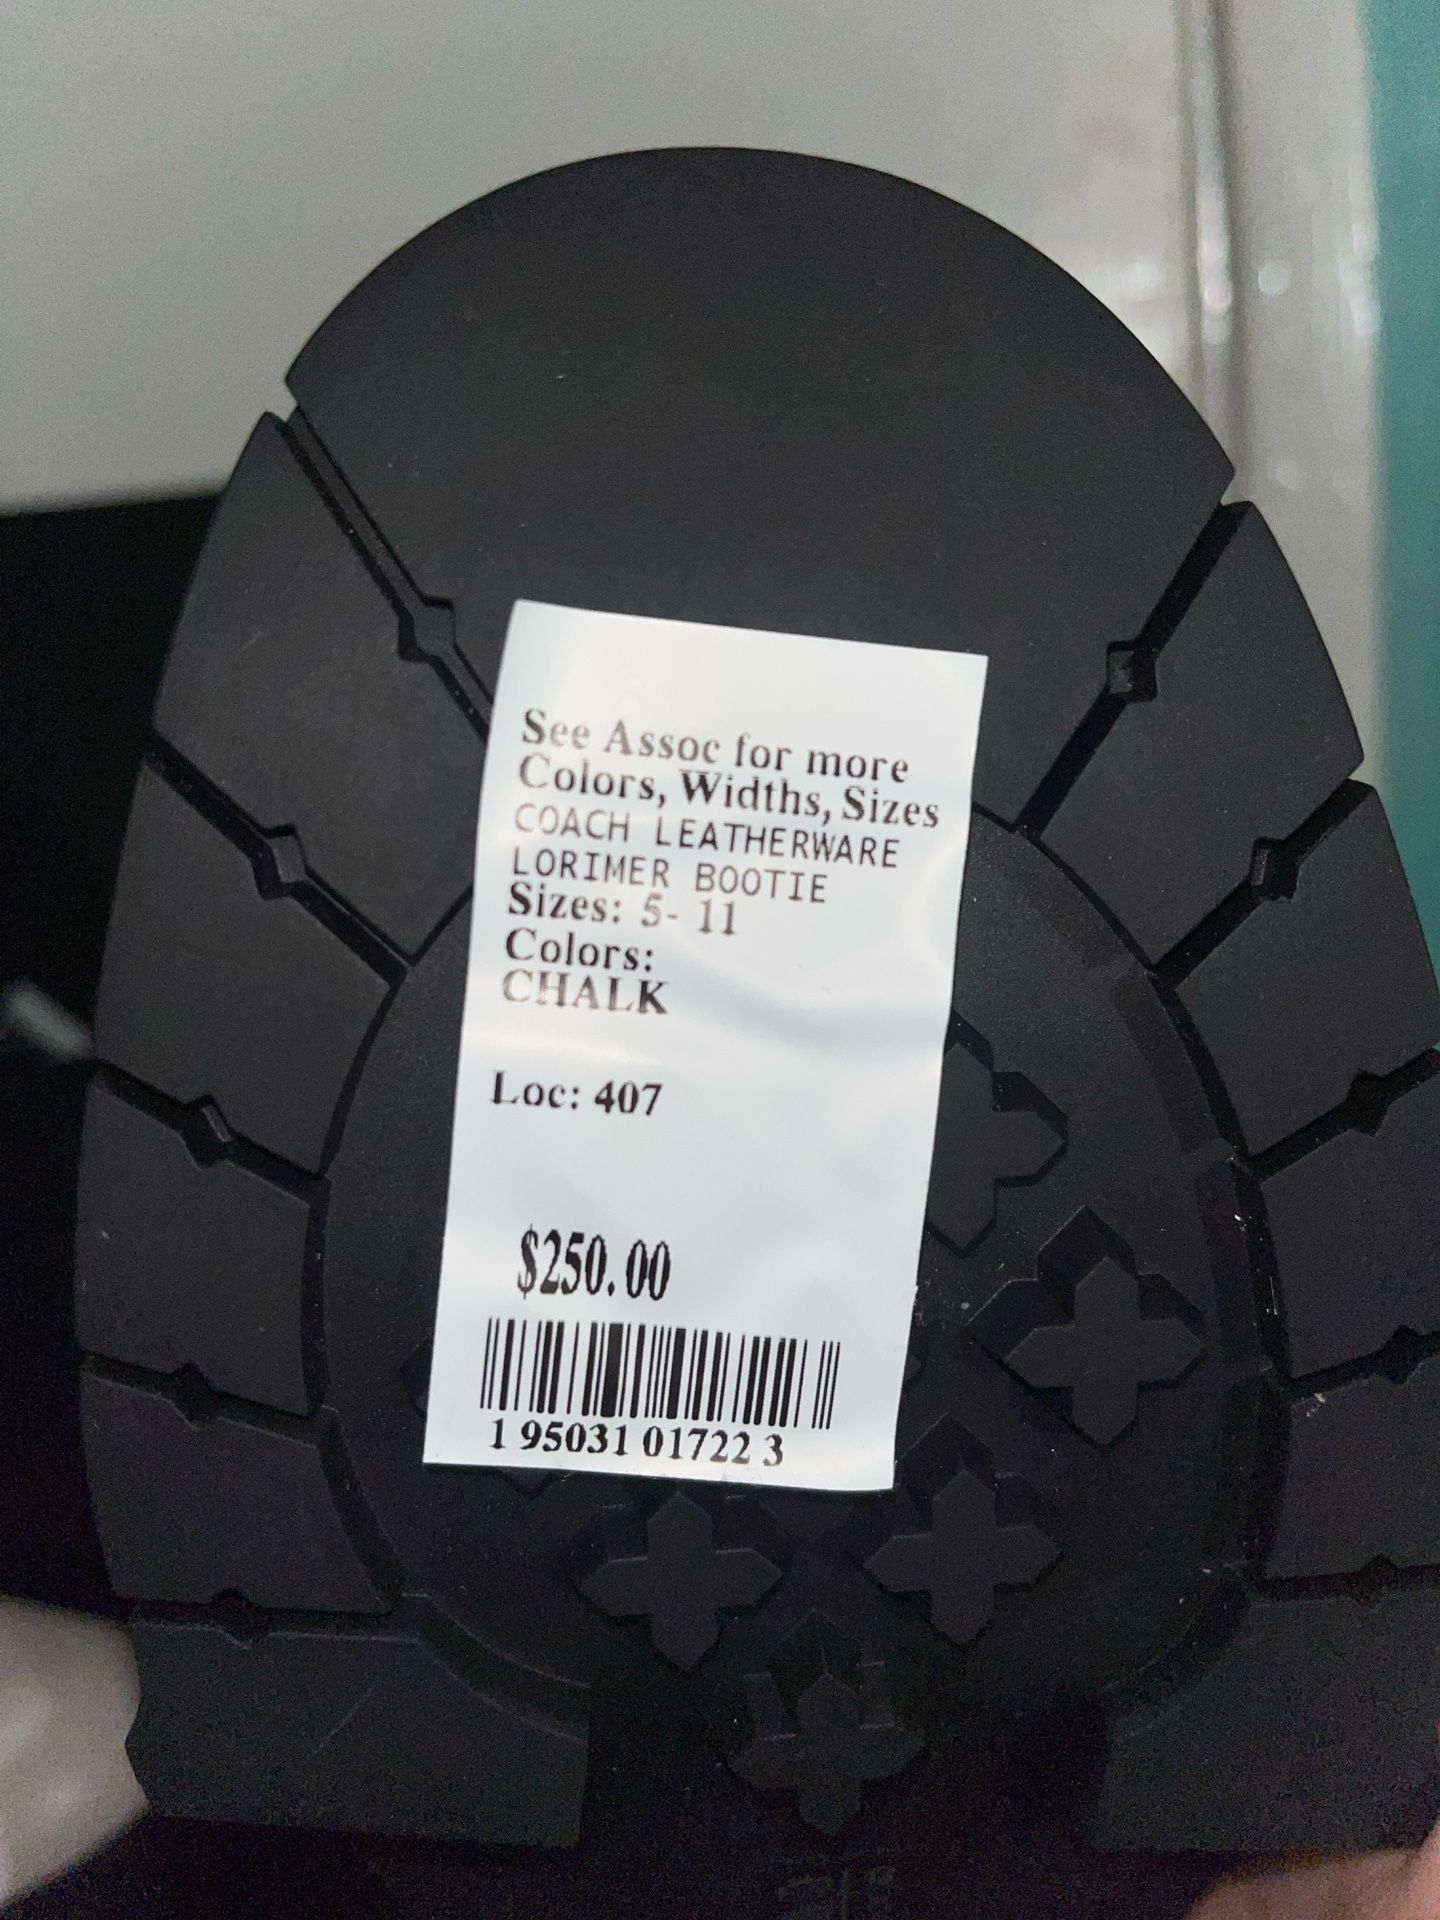 See Assoc for more
Colors, Widths, Sizes
COACH LEATHERWARE
LORIMER BOOTIE
Sizes: 5- 11
Colors:
CHALK
Loc: 407
$250.00
1 95031 01722 3